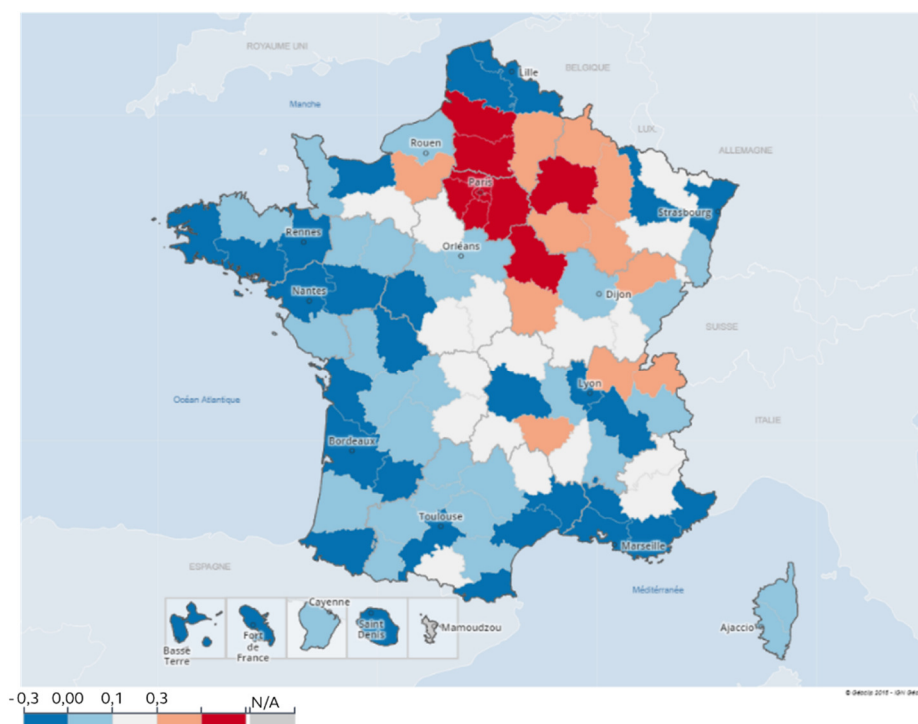 ROYAUME UNI
Lille
BELGIQUE
Manche
LUX.
Rouen
ALLEMAGNE
Paris
Strasbourg
Rennes
Orléans
Nantes
Dijon
SUISSE
Lyon
Océan Atlantique
ITALIE
Bordeaux
Toulouse
Marseille
ESPAGNE
Méditerranée
Cayenne
Mamoudzou
Ajaccio
Saint
Denis
Fort
de
France
Basse
Terre
- 0,3 0,00 0,1 0,3 N/A